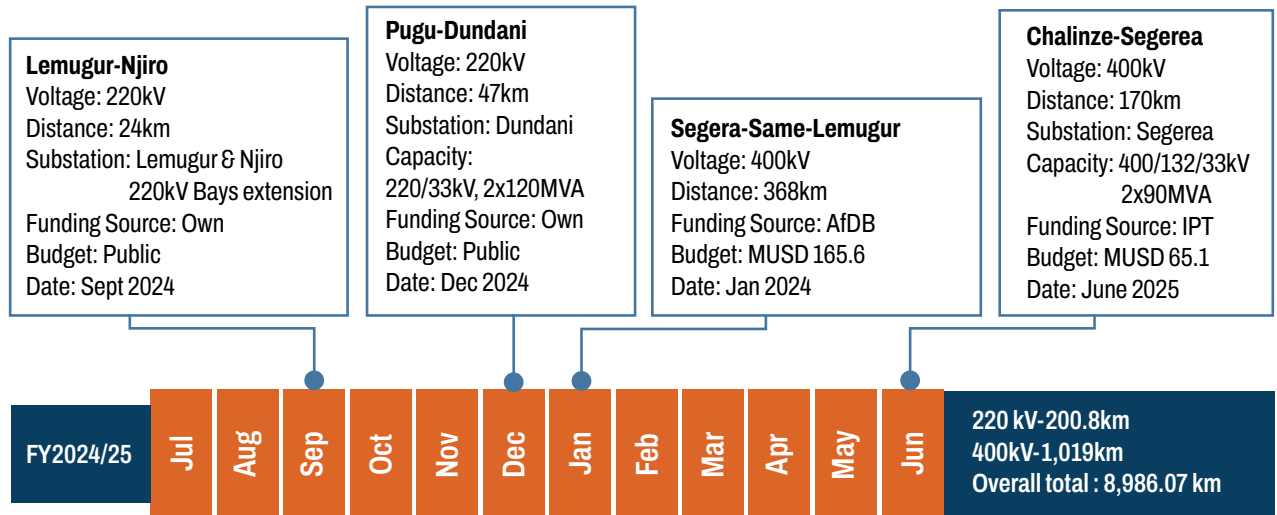 Lemugur-Njiro
Voltage: 220kV
Distance: 24km
Substation: Lemugur & Njiro
220kV Bays extension
Funding Source: Own
Budget: Public
Date: Sept 2024
Pugu-Dundani
Voltage: 220kV
Distance: 47km
Substation: Dundani
Capacity:
220/33kV, 2x120MVA
Funding Source: Own
Budget: Public
Date: Dec 2024
Segera-Same-Lemugur
Voltage: 400kV
Distance: 368km
Funding Source: AfDB
Budget: MUSD 165.6
Date: Jan 2024
Chalinze-Segerea
Voltage: 400kV
Distance: 170km
Substation: Segerea
Capacity: 400/132/33kV
2x90MVA
Funding Source: IPT
Budget: MUSD 65.1
Date: June 2025
FY2024/25
Jul
Aug
Sep
Oct
Nov
Dec
Jan
Feb
Mar
Apr
May
Jun
220 kV-200.8km
400kV-1,019km
Overall total : 8,986.07 km